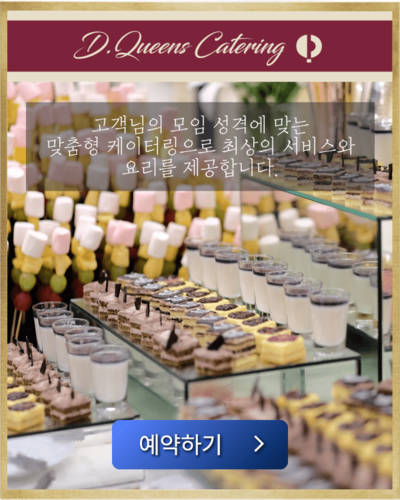 D.Queens Catering
고객님의 모임 성격에 맞는
맞춤형 케이터링으로 최상의 서비스와
요리를 제공합니다.
예약하기